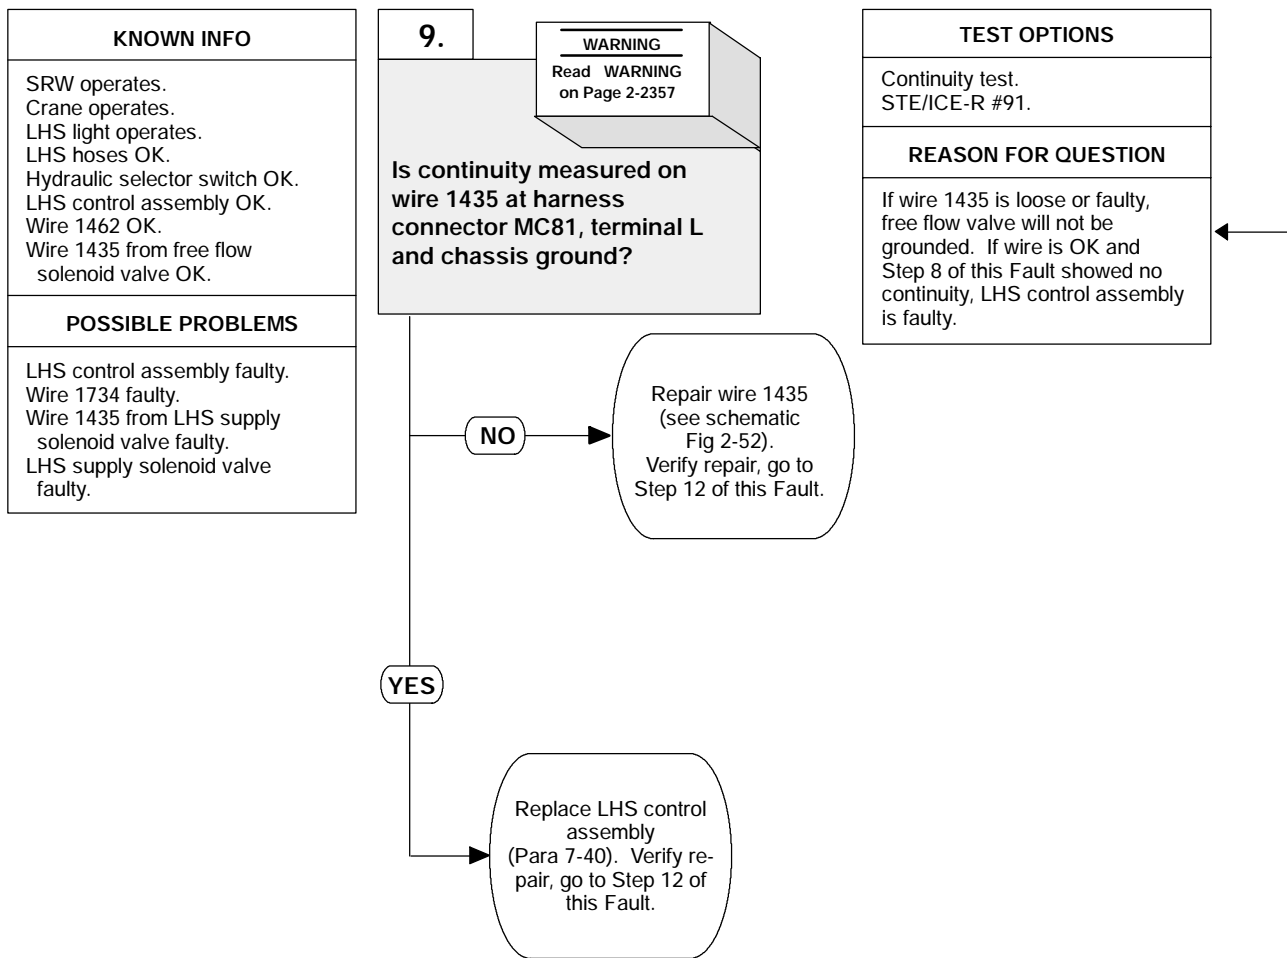 KNOWN INFO
SRW operates.
Crane operates.
LHS light operates.
LHS hoses OK.
Hydraulic selector switch OK.
LHS control assembly OK.
Wire 1462 OK.
Wire 1435 from free flow
solenoid valve OK.
POSSIBLE PROBLEMS
LHS control assembly faulty.
Wire 1734 faulty.
Wire 1435 from LHS supply
solenoid valve faulty.
LHS supply solenoid valve
faulty.
9.
WARNING
Read WARNING
on Page 2-2357
Is continuity measured on
wire 1435 at harness
connector MC81, terminal L
and chassis ground?
TEST OPTIONS
Continuity test.
STE/ICE-R #91.
REASON FOR QUESTION
If wire 1435 is loose or faulty,
free flow valve will not be
grounded. If wire is OK and
Step 8 of this Fault showed no
continuity, LHS control assembly
is faulty.
NO
Repair wire 1435
(see schematic
Fig 2-52).
Verify repair, go to
Step 12 of this Fault.
YES
Replace LHS control
assembly
(Para 7-40). Verify re-
pair, go to Step 12 of
this Fault.